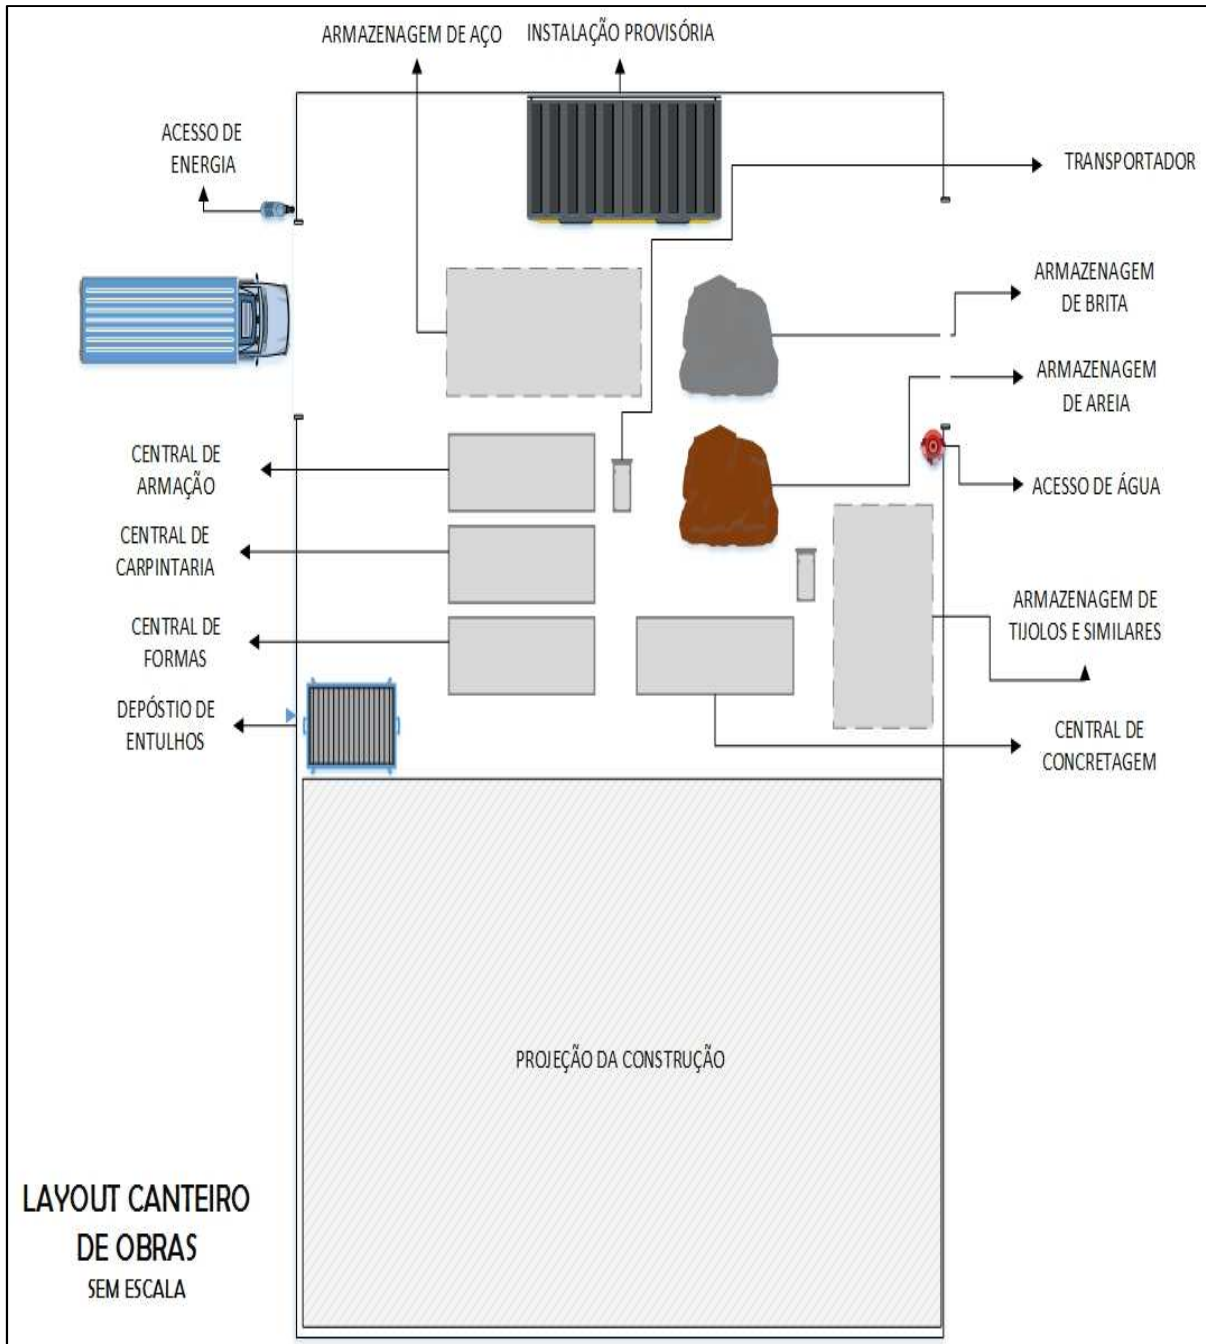 ARMAZENAGEM DE AÇO
INSTALAÇÃO PROVISÓRIA
ACESSO DE
ENERGIA
TRANSPORTADOR
ARMAZENAGEM
DE BRITA
ARMAZENAGEM
DE AREIA
CENTRAL DE
ARMAÇÃO
ACESSO DE ÁGUA
CENTRAL DE
CARPINTARIA
ARMAZENAGEM DE
TIJOLOS E SIMILARES
CENTRAL DE
FORMAS
DEPÓSTIO DE
ENTULHOS
CENTRAL DE
CONCRETAGEM
PROJEÇÃO DA CONSTRUÇÃO
LAYOUT CANTEIRO
DE OBRAS
SEM ESCALA